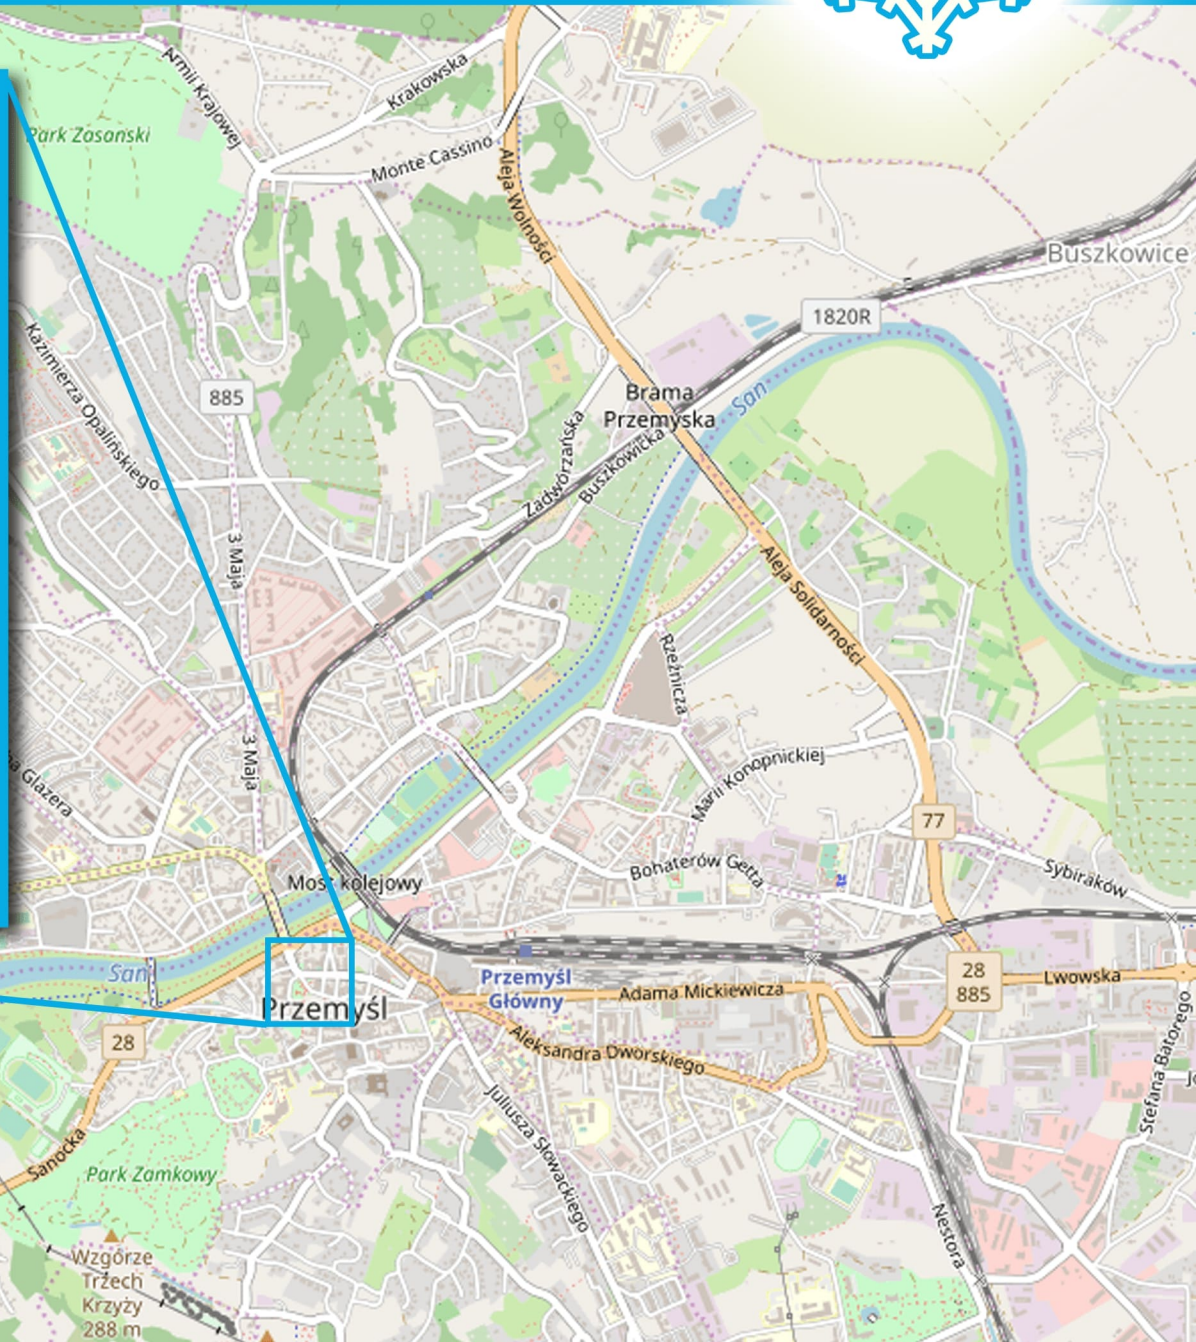 Armii Krajowej
Krakowska
Park Zasański
Monte Cassino
Aleja Wolności
Buszkowice
1820R
Kazimierza Opalińskiego
885
Brama
Przemyska
San
Zadwórzańska
Buszkowicka
3 Maja
Aleja Solidarności
Rzeźnicza
3 Maja
Marii Konopnickiej
Glazera
77
Bohaterów Getta
Sybiraków
Most kolejowy
San
Przemyśl
Główny
28
885
Lwowska
Adama Mickiewicza
Przemyśl
28
Aleksandra Dworskiego
Stefana Batorego
Juliusza Słowackiego
Sanocka
Park Zamkowy
Nestora
Wzgórze
Trzech
Krzyży
288 m